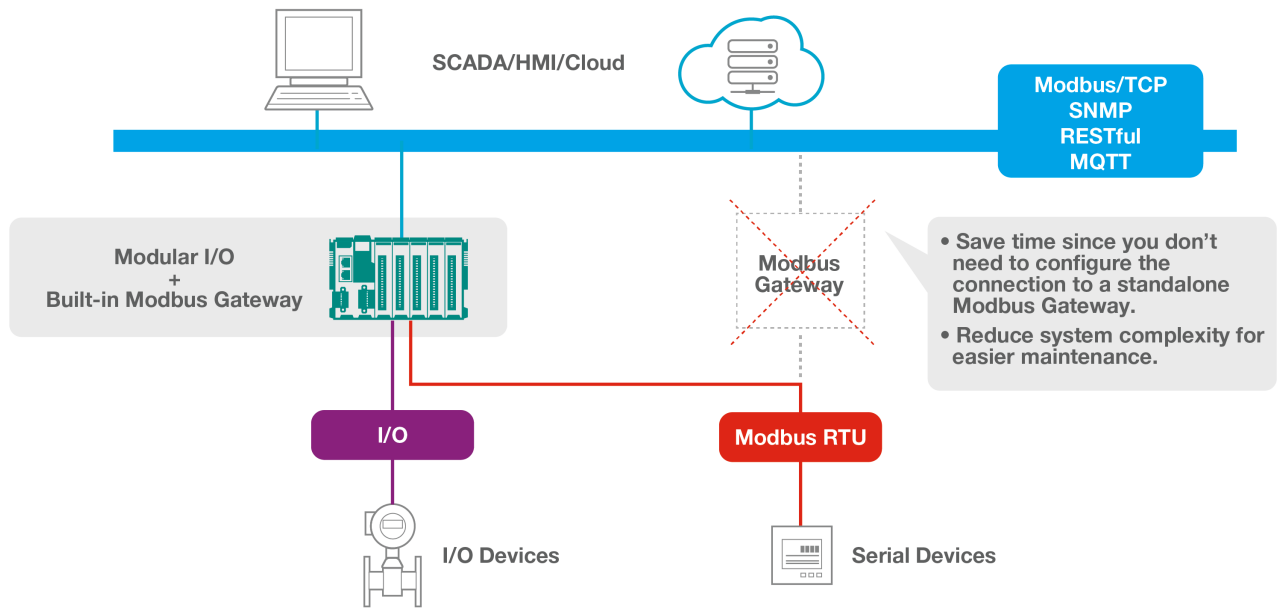 SCADA/HMI/Cloud
Modbus/TCP
SNMP
RESTful
MQTT
Modular I/O
+
Built-in Modbus Gateway
Modbus
Gateway
• Save time since you don’t
need to configure the
connection to a standalone
Modbus Gateway.
• Reduce system complexity for
easier maintenance.
I/O
Modbus RTU
I/O Devices
Serial Devices